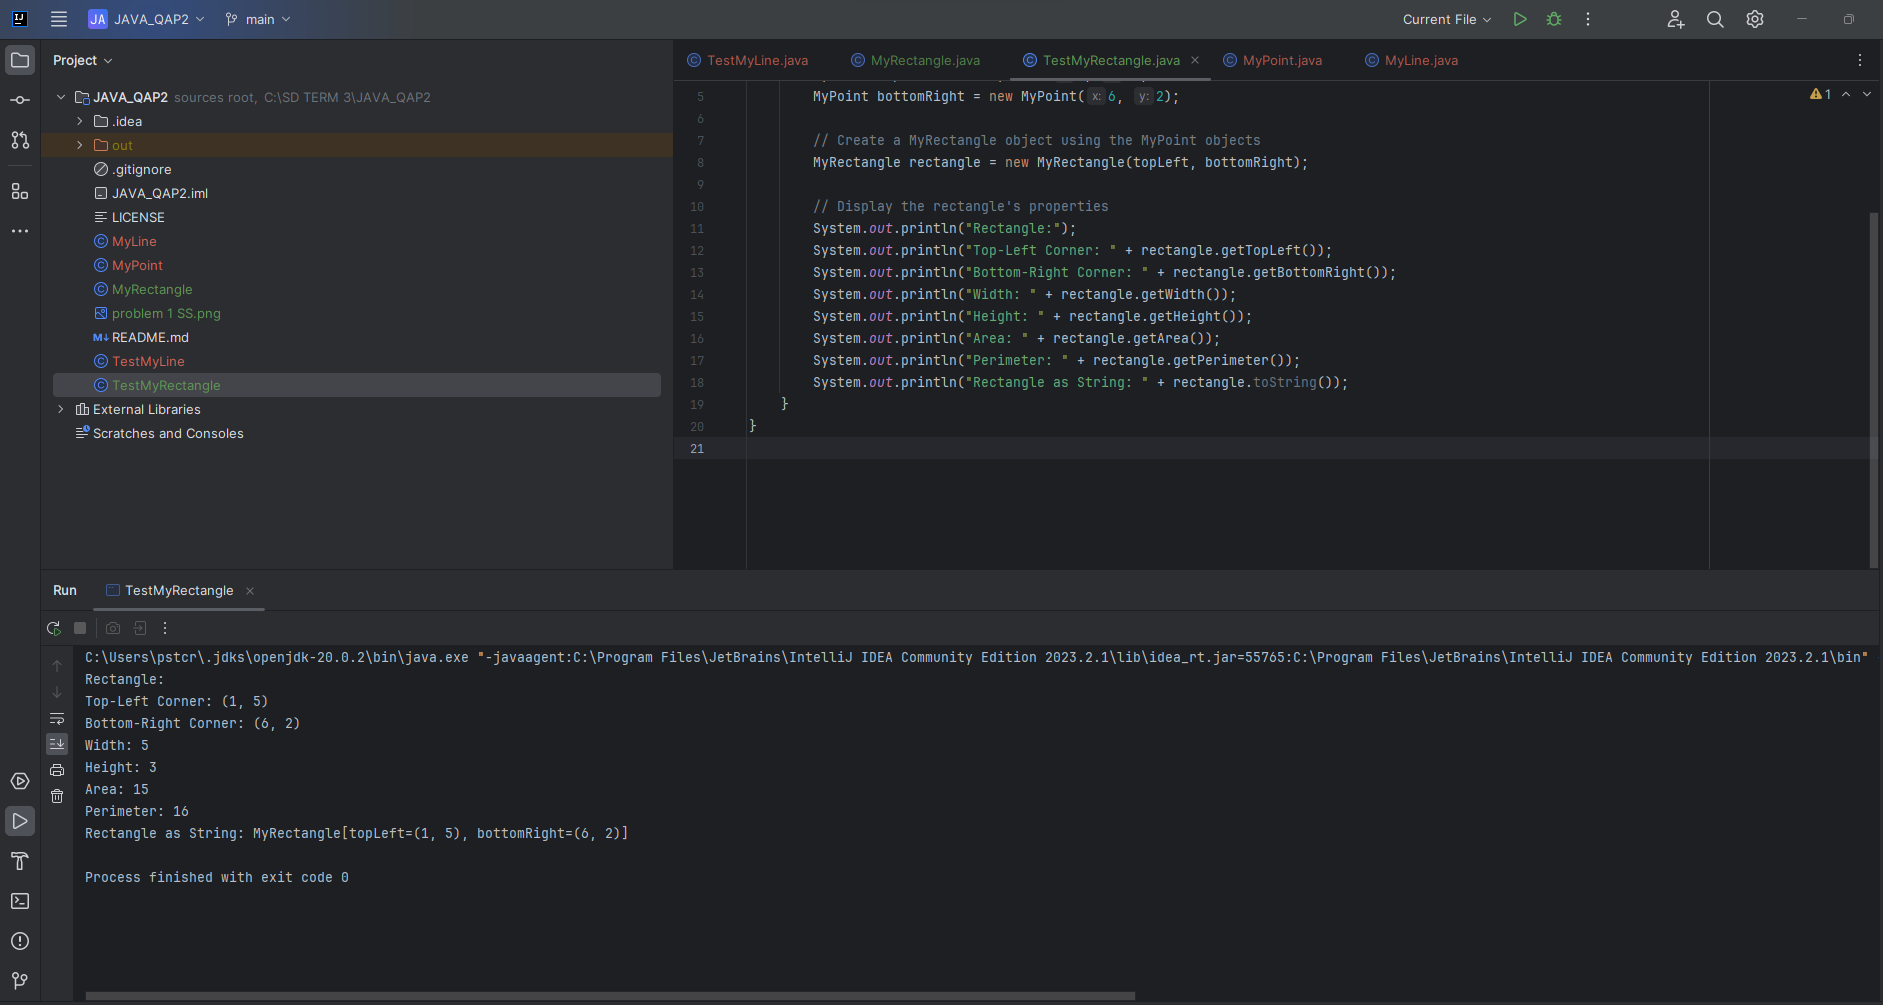 JA JAVA_QAP2 main Current File
Project
JAVA_QAP2 sources root, C:\SD TERM 3\JAVA_QAP2
.idea
out
.gitignore
JAVA_QAP2.iml
LICENSE
MyLine
MyPoint
MyRectangle
problem 1 SS.png
M↓ README.md
TestMyLine
TestMyRectangle
External Libraries
Scratches and Consoles
TestMyLine.java MyRectangle.java TestMyRectangle.java MyPoint.java MyLine.java
1
5 MyPoint bottomRight = new MyPoint( x: 6, y: 2);
6
7 // Create a MyRectangle object using the MyPoint objects
8 MyRectangle rectangle = new MyRectangle(topLeft, bottomRight);
9
10 // Display the rectangle's properties
11 System.out.println("Rectangle:");
12 System.out.println("Top-Left Corner: " + rectangle.getTopLeft());
13 System.out.println("Bottom-Right Corner: " + rectangle.getBottomRight());
14 System.out.println("Width: " + rectangle.getWidth());
15 System.out.println("Height: " + rectangle.getHeight());
16 System.out.println("Area: " + rectangle.getArea());
17 System.out.println("Perimeter: " + rectangle.getPerimeter());
18 System.out.println("Rectangle as String: " + rectangle.toString());
19 }
20 }
21
Run TestMyRectangle
C:\Users\pstcr\.jdks\openjdk-20.0.2\bin\java.exe "-javaagent:C:\Program Files\JetBrains\IntelliJ IDEA Community Edition 2023.2.1\lib\idea_rt.jar=55765:C:\Program Files\JetBrains\IntelliJ IDEA Community Edition 2023.2.1\bin"
Rectangle:
Top-Left Corner: (1, 5)
Bottom-Right Corner: (6, 2)
Width: 5
Height: 3
Area: 15
Perimeter: 16
Rectangle as String: MyRectangle[topLeft=(1, 5), bottomRight=(6, 2)]
Process finished with exit code 0